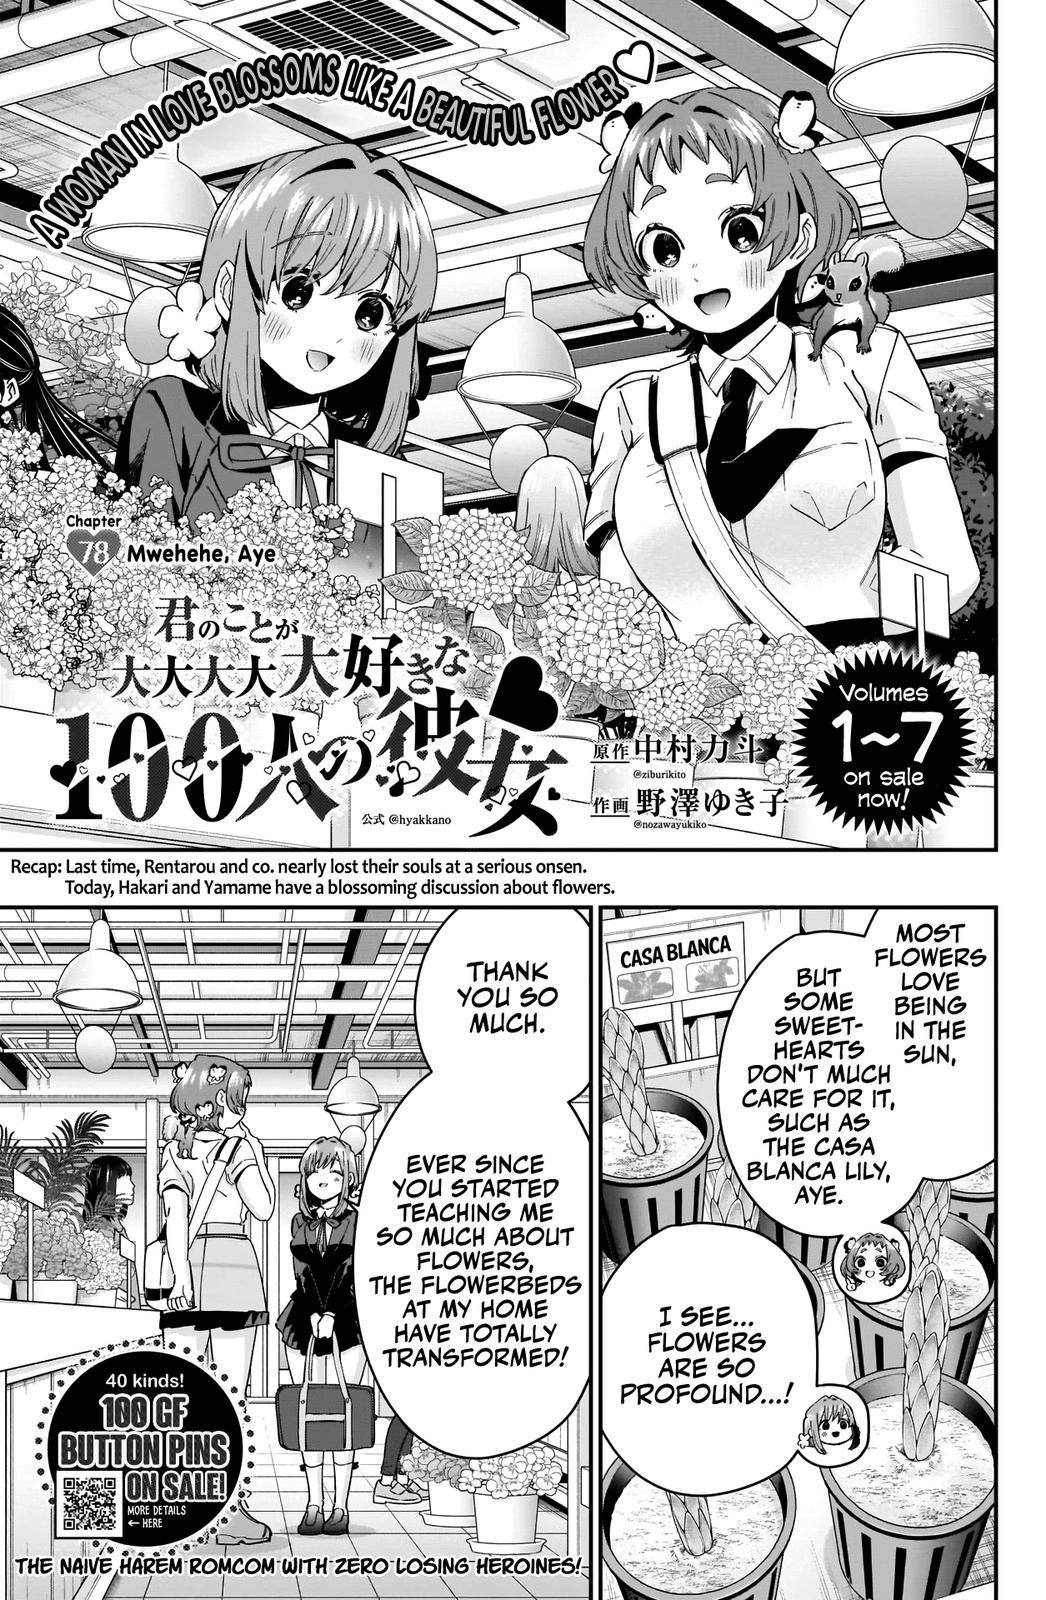 A WOMAN IN LOVE BLOSSOMS LIKE A BEAUTIFUL FLOWER♡
Chapter
78
Mwehehe, Aye
君のことが
大大大大大好きな
100人の彼女
原作 中村力斗
@ziburikito
作画 野澤ゆき子
@nozawayukiko
公式 @hyakkano
Volumes
1~7
on sale
now!
Recap: Last time, Rentarou and co. nearly lost their souls at a serious onsen.
Today, Hakari and Yamame have a blossoming discussion about flowers.
MOST
FLOWERS
LOVE
BEING
IN THE
SUN,
BUT
SOME
SWEET-
HEARTS
DON'T MUCH
CARE FOR IT,
SUCH AS
THE CASA
BLANCA LILY,
AYE.
CASA BLANCA
I SEE...
FLOWERS
ARE SO
PROFOUND...!
THANK
YOU SO
MUCH.
EVER SINCE
YOU STARTED
TEACHING ME
SO MUCH ABOUT
FLOWERS,
THE FLOWERBEDS
AT MY HOME
HAVE TOTALLY
TRANSFORMED!
40 kinds!
100 GF
BUTTON PINS
ON SALE!
MORE DETAILS
← HERE
THE NAIVE HAREM ROMCOM WITH ZERO LOSING HEROINES!